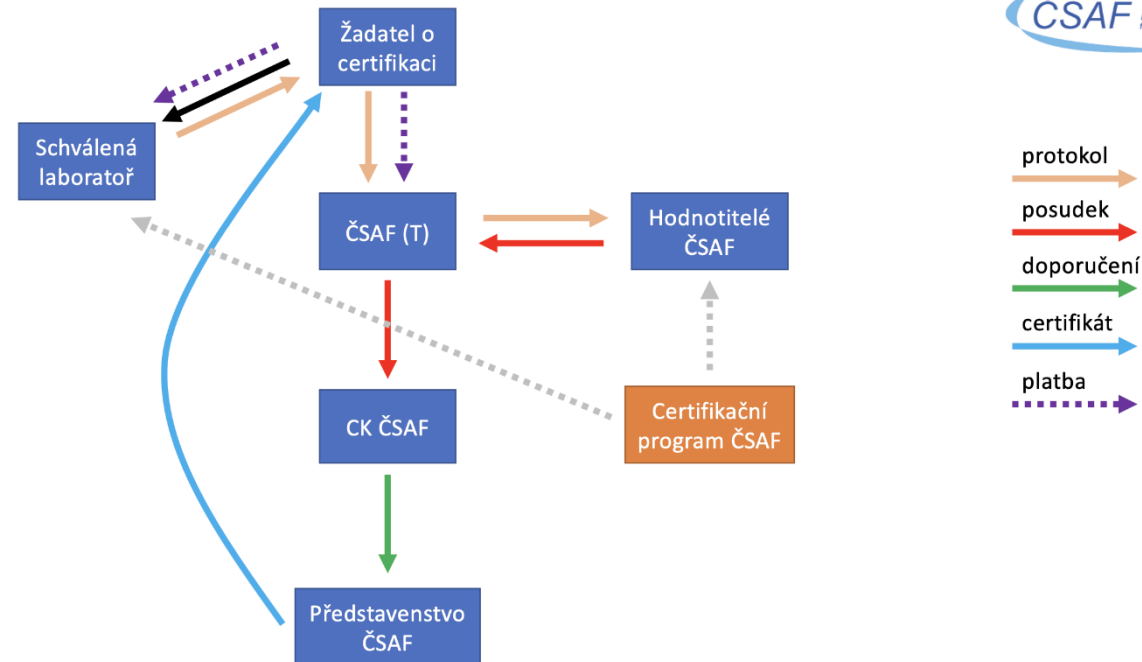 ČSAF
Žadatel o
certifikaci
Schválená
laboratoř
ČSAF (T)
Hodnotitelé
ČSAF
CK ČSAF
Certifikační
program ČSAF
Představenstvo
ČSAF
protokol
posudek
doporučení
certifikát
platba